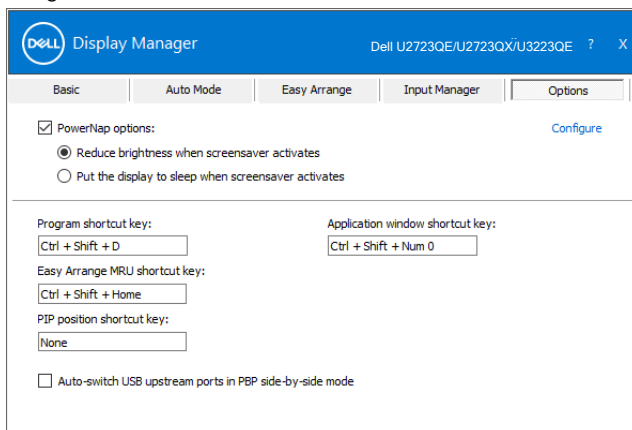 DELL Display Manager
Dell U2723QE/U2723QX/U3223QE ? X
Basic Auto Mode Easy Arrange Input Manager Options
PowerNap options: Configure
Reduce brightness when screensaver activates
Put the display to sleep when screensaver activates
Program shortcut key: Application window shortcut key:
Ctrl + Shift + D Ctrl + Shift + Num 0
Easy Arrange MRU shortcut key:
Ctrl + Shift + Home
PIP position shortcut key:
None
Auto-switch USB upstream ports in PBP side-by-side mode